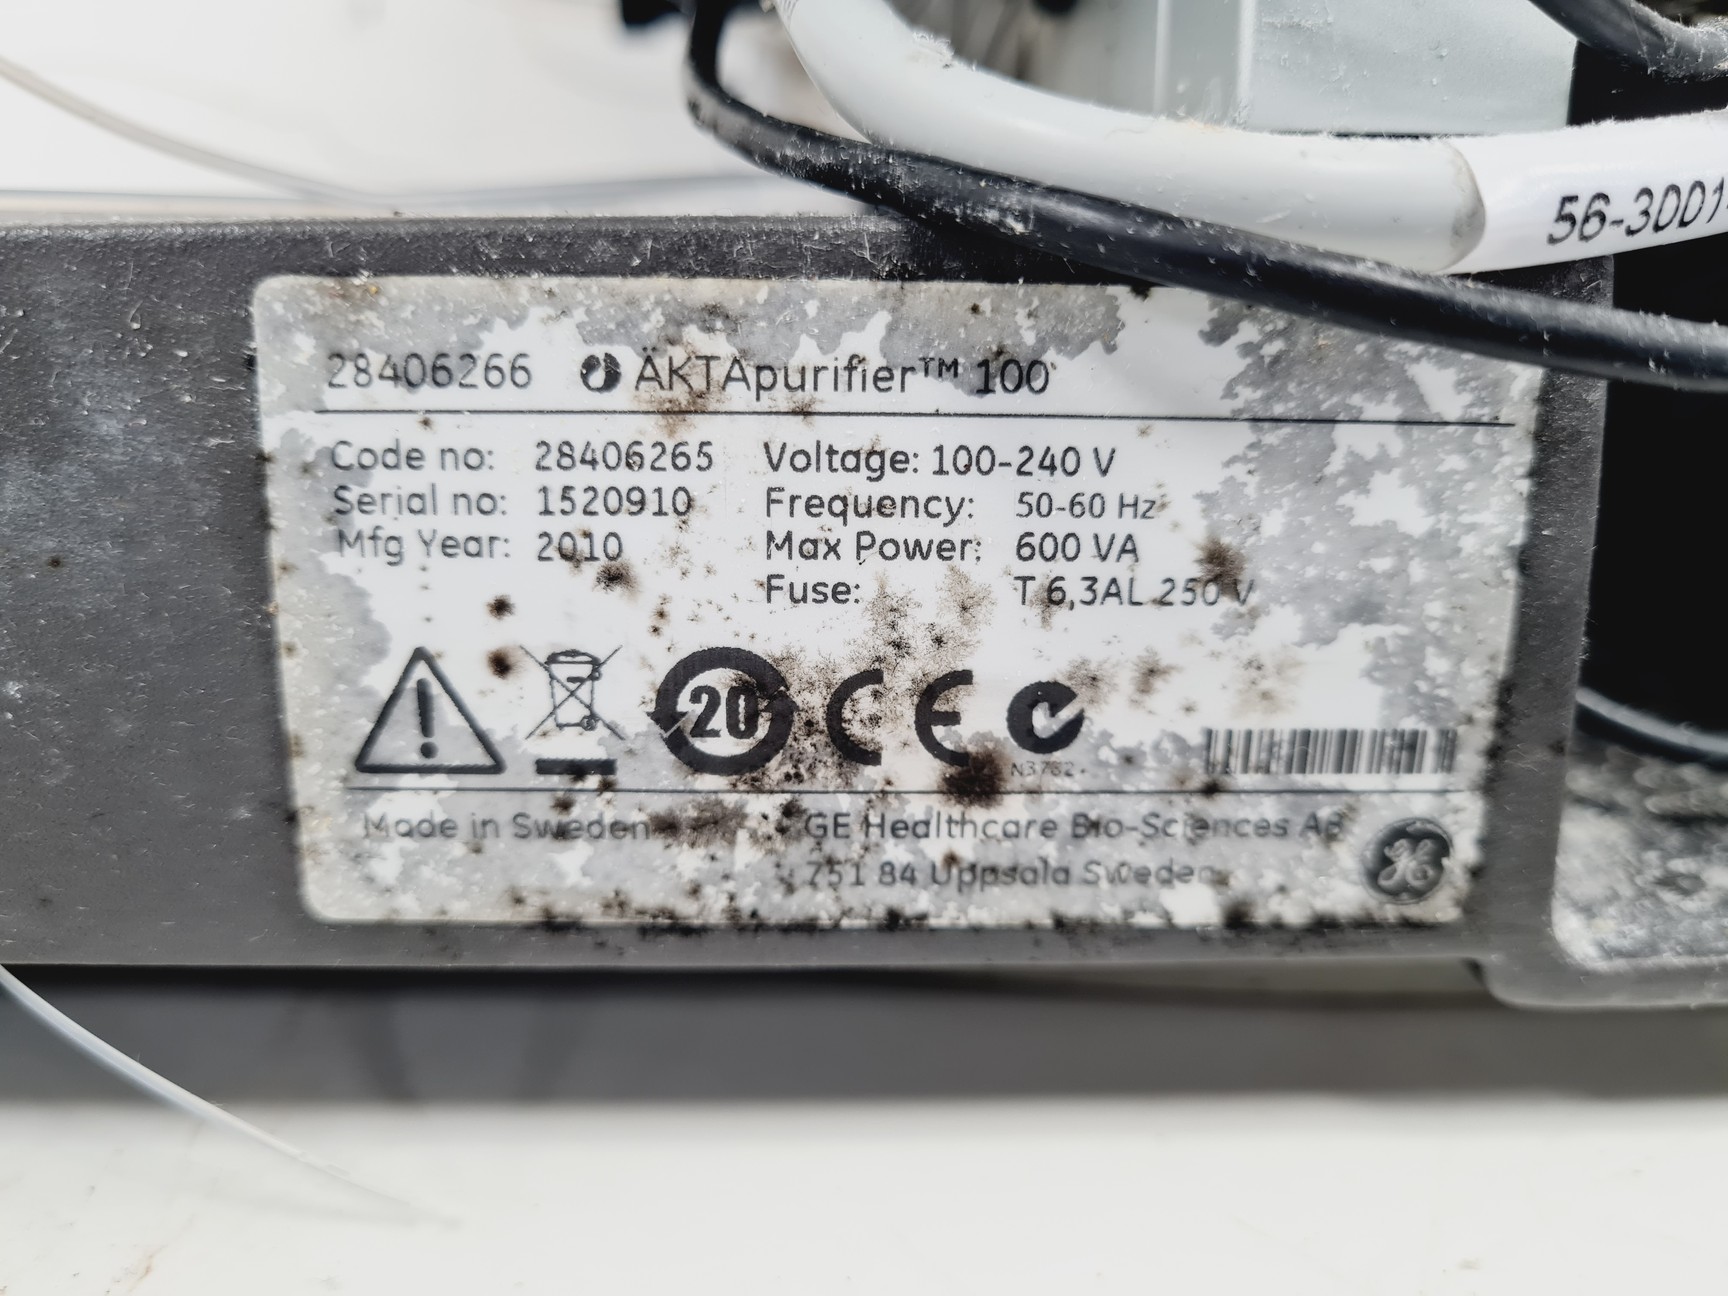 56-3001
28406266 ÄKTApurifier™ 100
Code no: 28406265 Voltage: 100-240 V
Serial no: 1520910 Frequency: 50-60 Hz
Mfg Year: 2010 Max Power: 600 VA
Fuse: T 6,3AL 250 V
20 CE
N3762
Made in Sweden GE Healthcare Bio-Sciences AB
751 84 Uppsala Sweden
GE